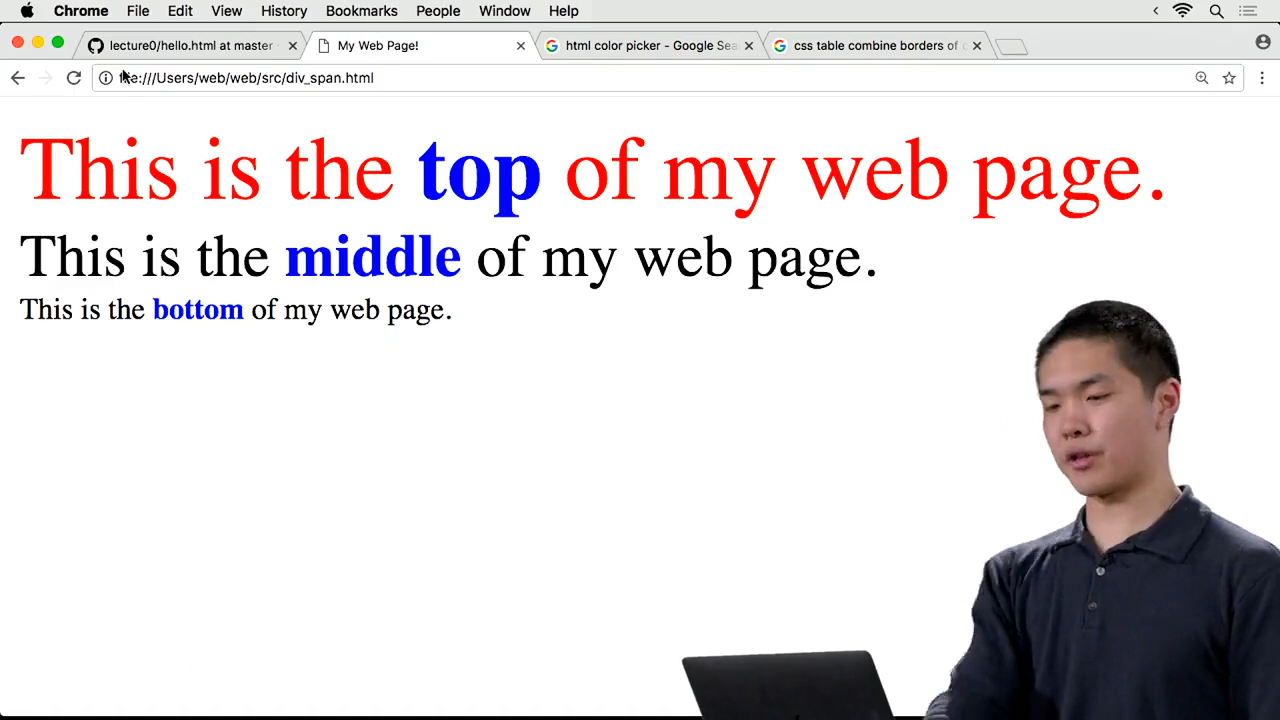 Chrome File Edit View History Bookmarks People Window Help
lecture0/hello.html at master My Web Page! html color picker - Google Sea css table combine borders of
file:///Users/web/web/src/div_span.html
This is the top of my web page.
This is the middle of my web page.
This is the bottom of my web page.